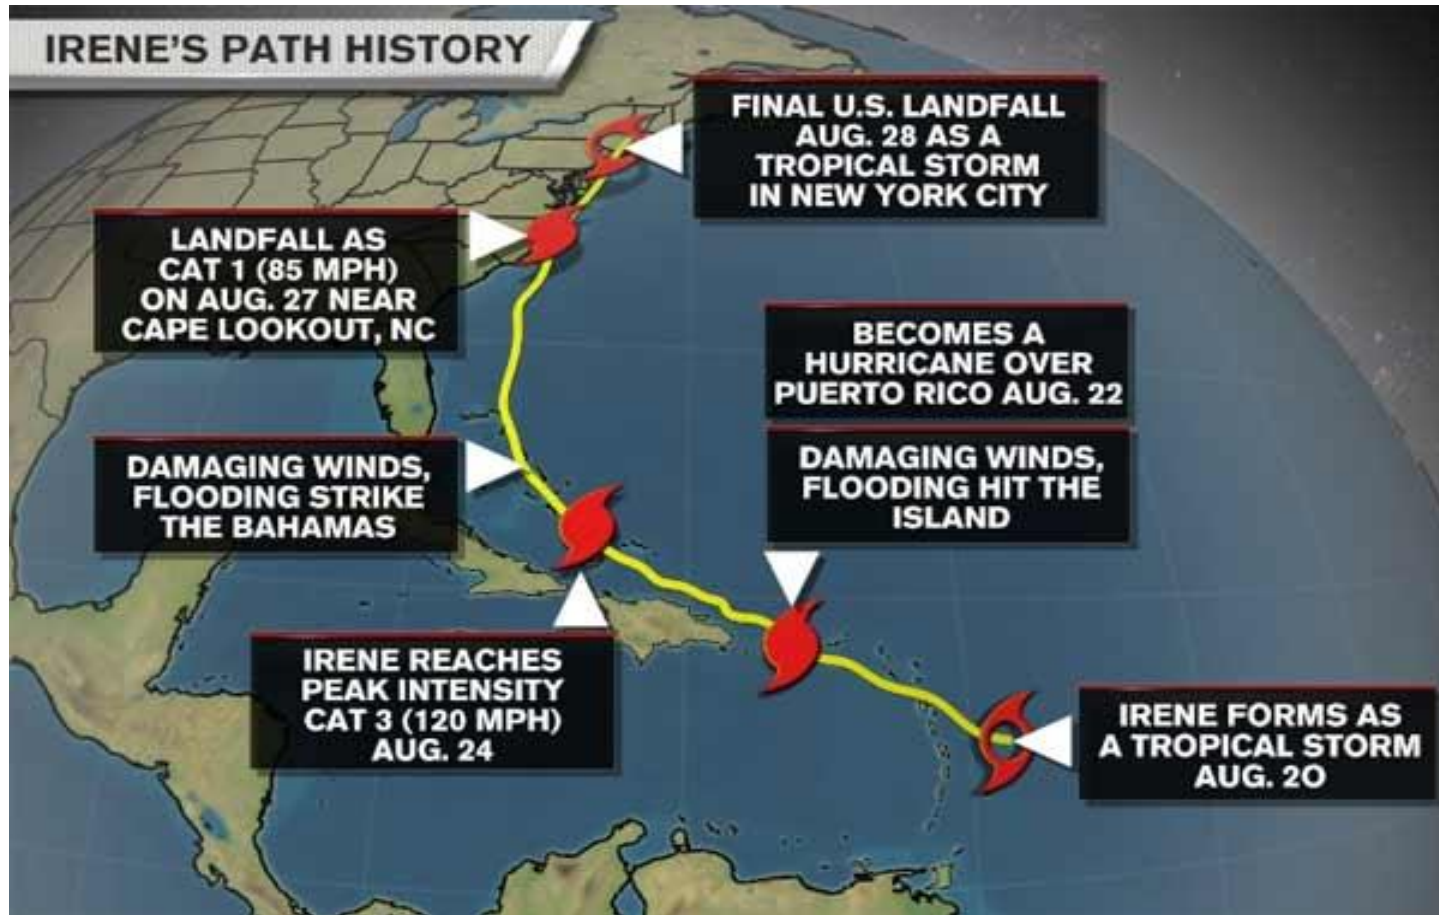 IRENE'S PATH HISTORY
FINAL U.S. LANDFALL
AUG. 28 AS A
TROPICAL STORM
IN NEW YORK CITY
LANDFALL AS
CAT 1 (85 MPH)
ON AUG. 27 NEAR
CAPE LOOKOUT, NC
BECOMES A
HURRICANE OVER
PUERTO RICO AUG. 22
DAMAGING WINDS,
FLOODING HIT THE
ISLAND
DAMAGING WINDS,
FLOODING STRIKE
THE BAHAMAS
IRENE REACHES
PEAK INTENSITY
CAT 3 (120 MPH)
AUG. 24
IRENE FORMS AS
A TROPICAL STORM
AUG. 20